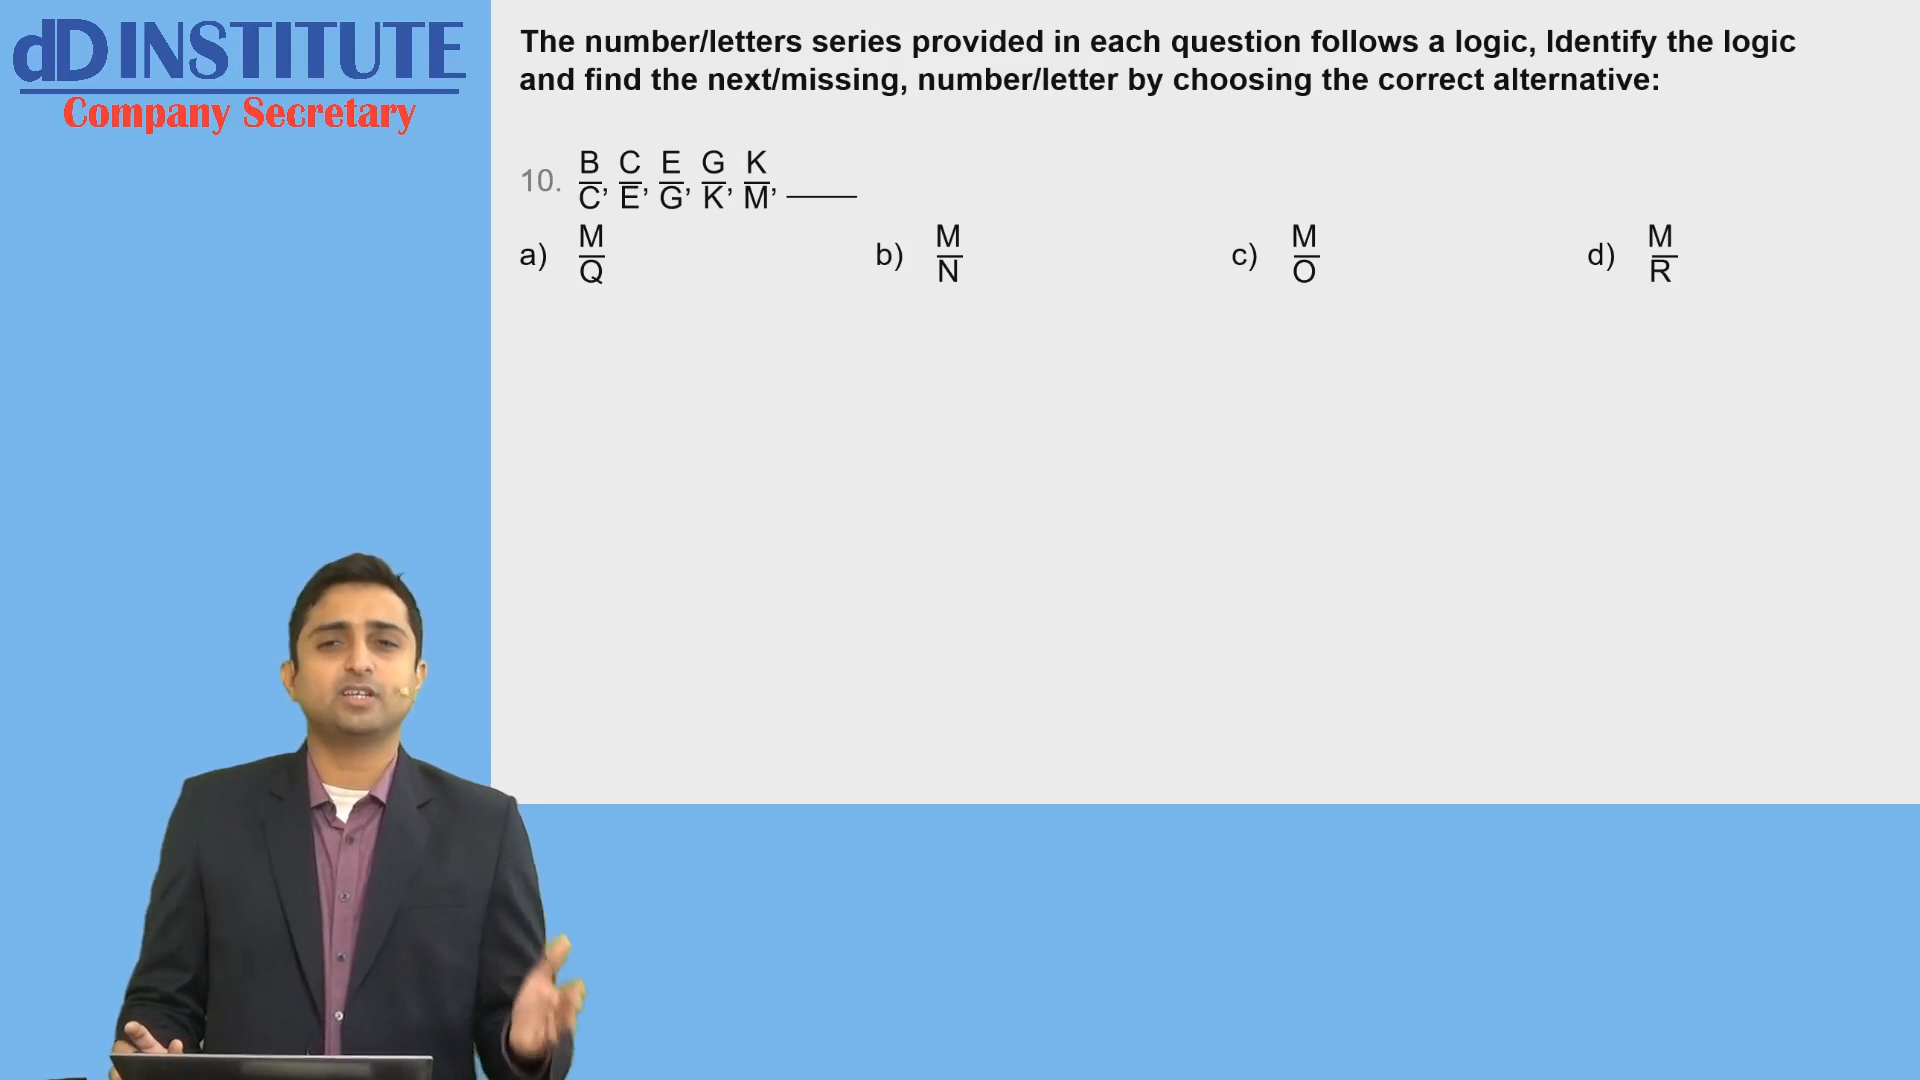 dD INSTITUTE
Company Secretary
The number/letters series provided in each question follows a logic, Identify the logic
and find the next/missing, number/letter by choosing the correct alternative:
10. B/C, C/E, E/G, G/K, K/M, _____
a) M/Q b) M/N c) M/O d) M/R